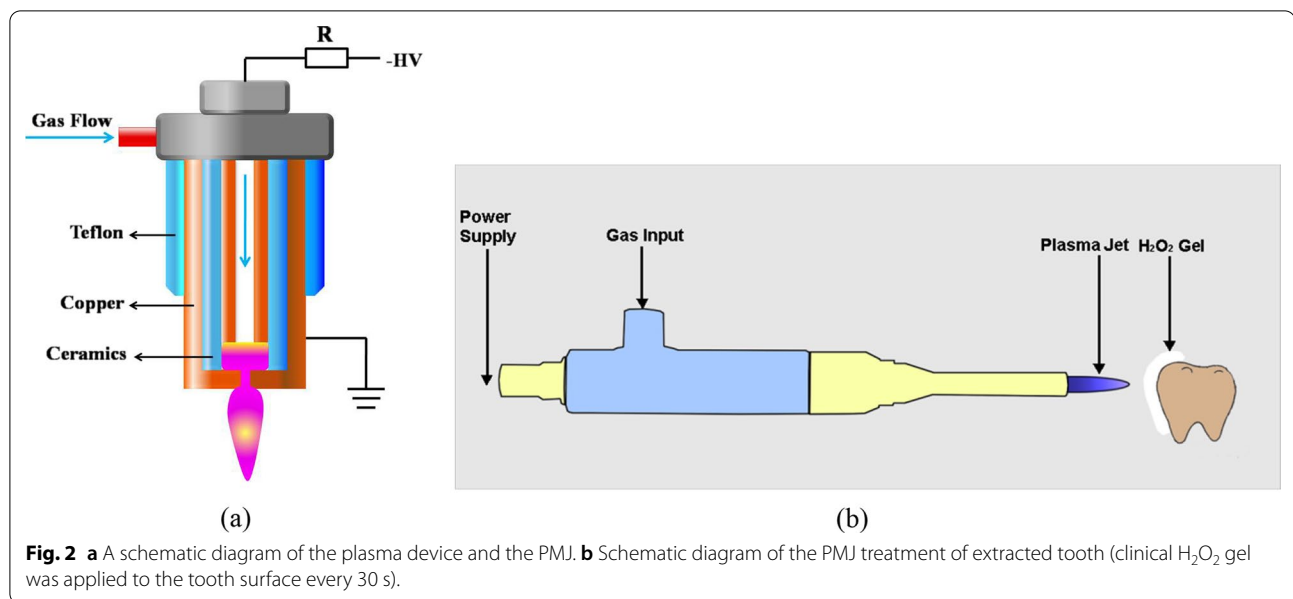 R
-HV
Gas Flow
Teflon
Copper
Ceramics
(a)
Power
Supply
Gas Input
Plasma Jet
H₂O₂ Gel
(b)
Fig. 2 a A schematic diagram of the plasma device and the PMJ. b Schematic diagram of the PMJ treatment of extracted tooth (clinical H₂O₂ gel
was applied to the tooth surface every 30 s).